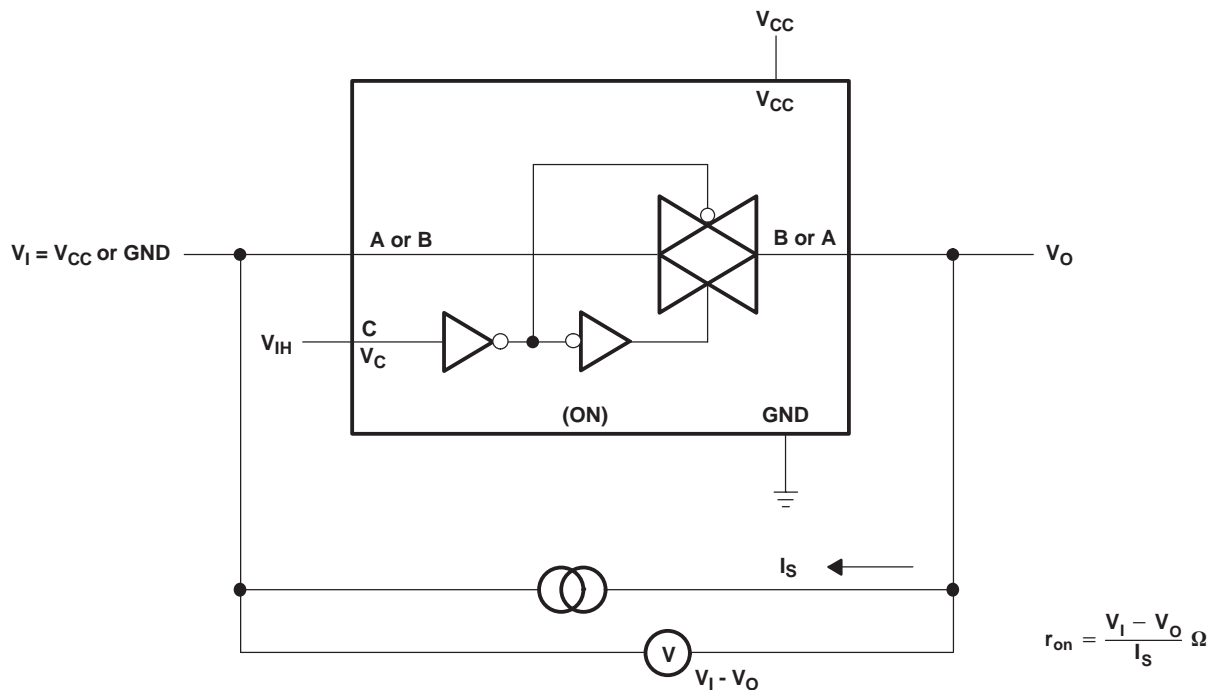 VCC
VCC
A or B
B or A
VI = VCC or GND
VO
C
VIH
VC
(ON)
GND
IS
V
VI - VO
ron = VI − VO / IS Ω